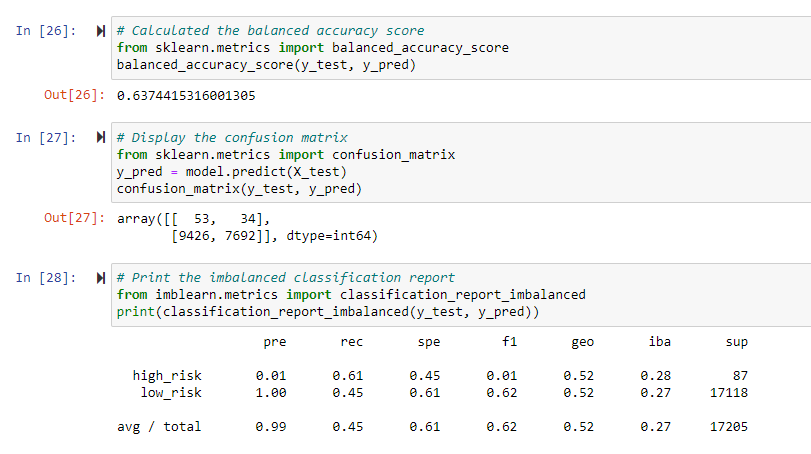 In [26]: # Calculated the balanced accuracy score
from sklearn.metrics import balanced_accuracy_score
balanced_accuracy_score(y_test, y_pred)
Out[26]: 0.6374415316001305
In [27]: # Display the confusion matrix
from sklearn.metrics import confusion_matrix
y_pred = model.predict(X_test)
confusion_matrix(y_test, y_pred)
Out[27]: array([[  53,   34],
[9426, 7692]], dtype=int64)
In [28]: # Print the imbalanced classification report
from imblearn.metrics import classification_report_imbalanced
print(classification_report_imbalanced(y_test, y_pred))
pre rec spe f1 geo iba sup
high_risk 0.01 0.61 0.45 0.01 0.52 0.28 87
low_risk 1.00 0.45 0.61 0.62 0.52 0.27 17118
avg / total 0.99 0.45 0.61 0.62 0.52 0.27 17205